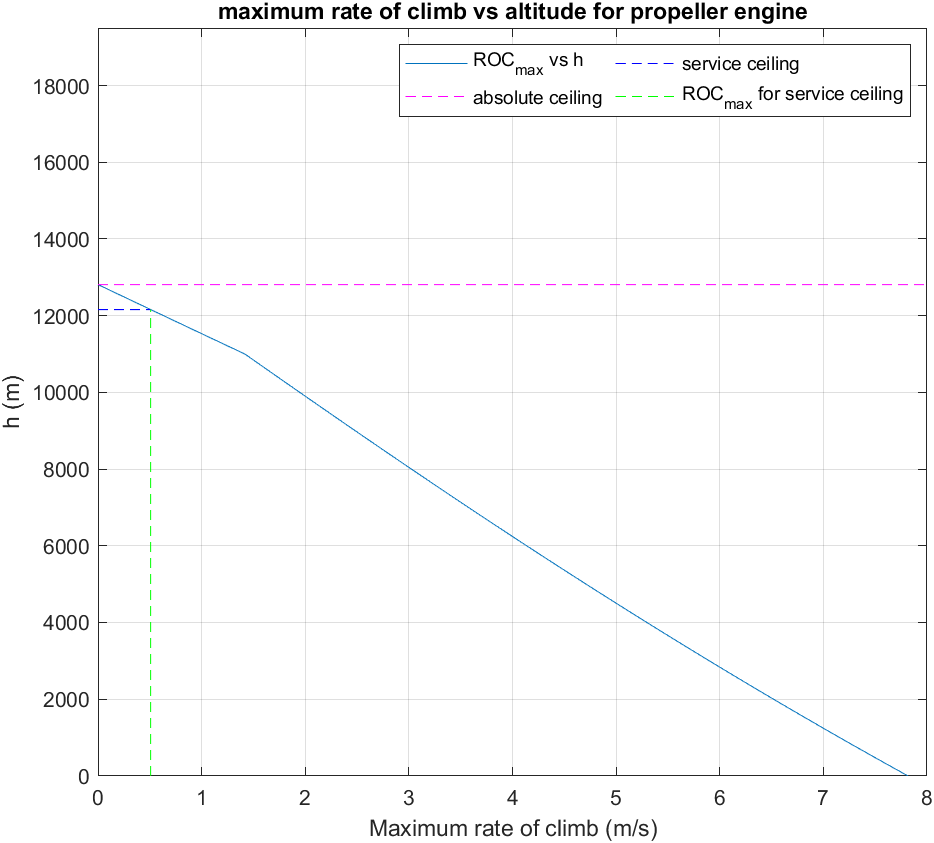 maximum rate of climb vs altitude for propeller engine
ROCmax vs h
service ceiling
absolute ceiling
ROCmax for service ceiling
18000
16000
14000
12000
10000
8000
6000
4000
2000
0
h (m)
0 1 2 3 4 5 6 7 8
Maximum rate of climb (m/s)